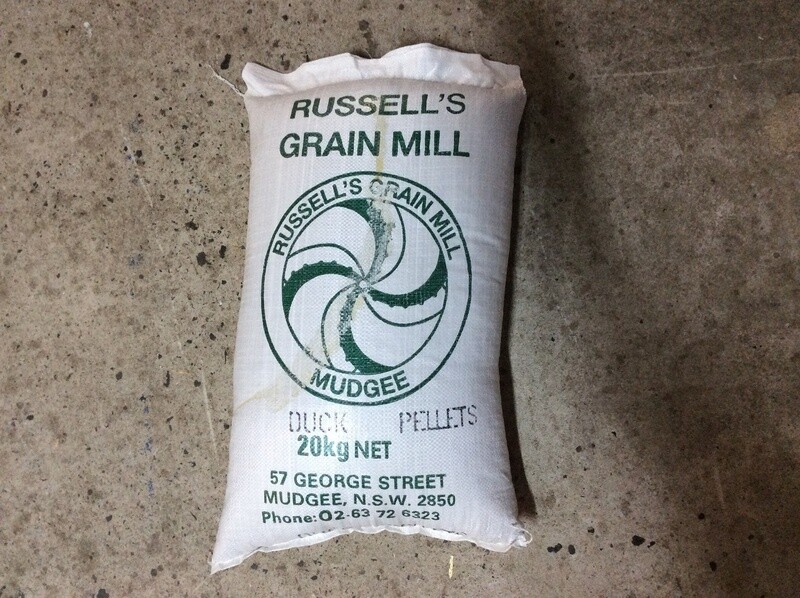 RUSSELL'S
GRAIN MILL
RUSSELL'S GRAIN MILL
MUDGEE
DUCK PELLETS
20kg NET
57 GEORGE STREET
MUDGEE, N.S.W. 2850
Phone: 02-63 72 6323